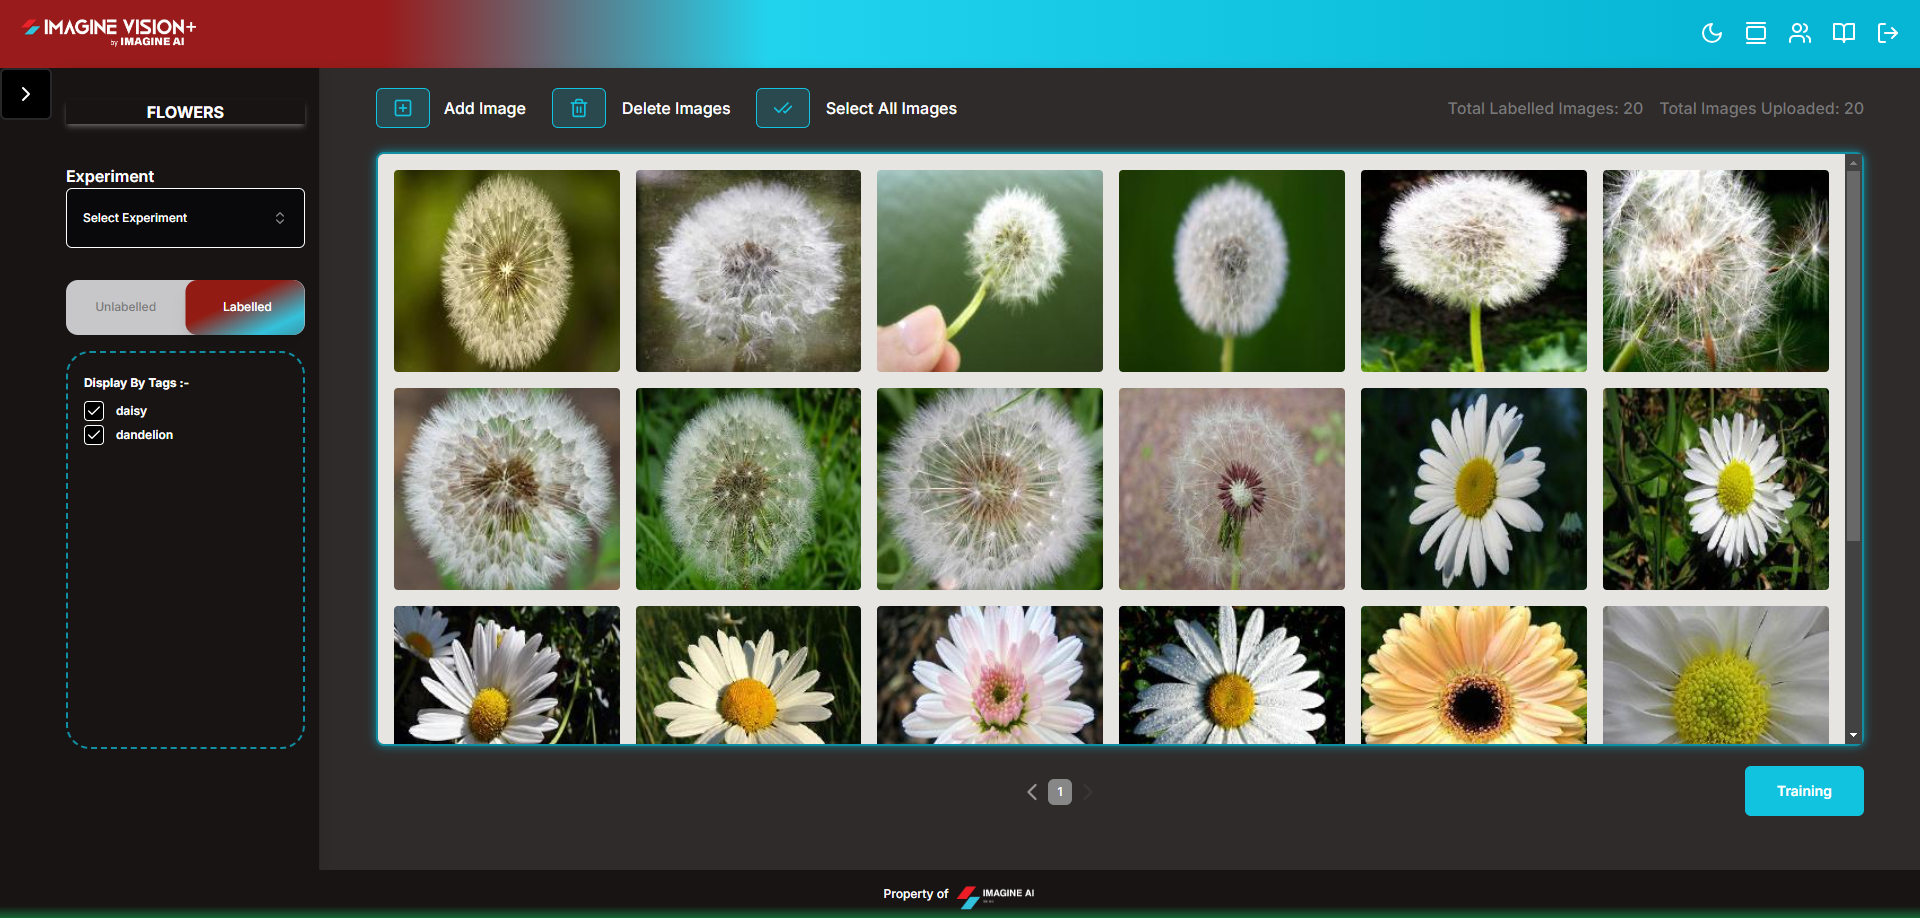 IMAGINE VISION+
by IMAGINE AI
FLOWERS
Add Image
Delete Images
Select All Images
Total Labelled Images: 20
Total Images Uploaded: 20
Experiment
Select Experiment
Unlabelled
Labelled
Display By Tags :-
daisy
dandelion
1
Training
Property of
IMAGINE AI